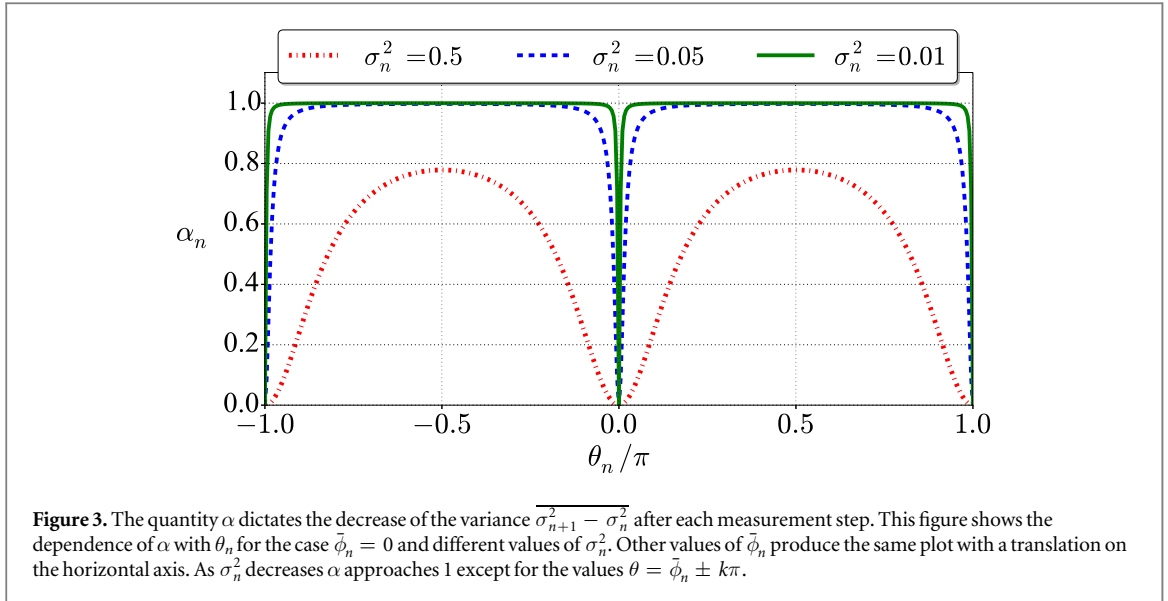 σ_n^2 =0.5 σ_n^2 =0.05 σ_n^2 =0.01
1.0
0.8
0.6
α_n
0.4
0.2
0.0
−1.0 −0.5 0.0 0.5 1.0
θ_n/π
Figure 3. The quantity α dictates the decrease of the variance \overline{σ_{n+1}^2 − σ_n^2} after each measurement step. This figure shows the
dependence of α with θ_n for the case \bar{ϕ}_n = 0 and different values of σ_n^2. Other values of \bar{ϕ}_n produce the same plot with a translation on
the horizontal axis. As σ_n^2 decreases α approaches 1 except for the values θ = \bar{ϕ}_n ± kπ.